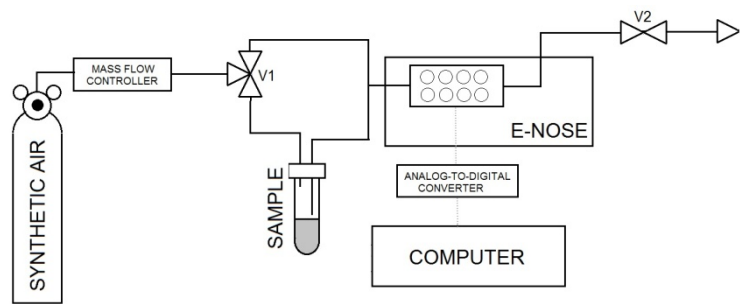 V2
MASS FLOW
CONTROLLER
V1
E-NOSE
SYNTHETIC AIR
SAMPLE
ANALOG-TO-DIGITAL
CONVERTER
COMPUTER